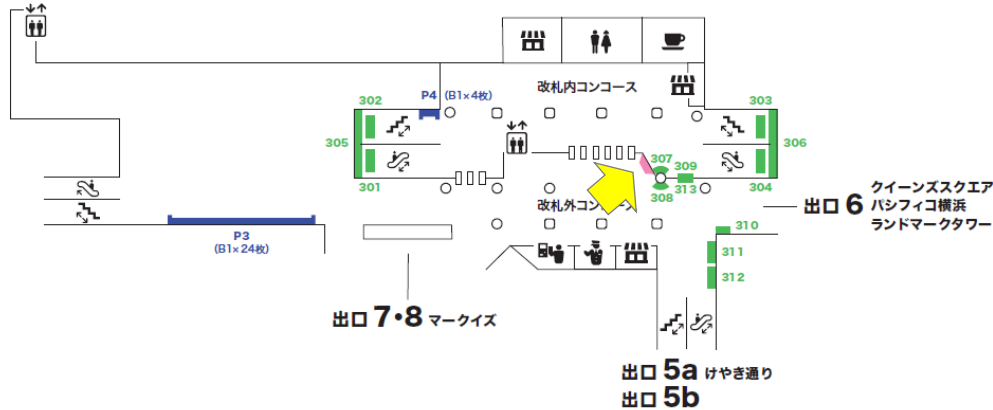 302
P4 (B1×4枚)
改札内コンコース
303
305
306
307
309
301
313
304
308
改札外コンコース
出口 6 クイーンズスクエア
パシフィコ横浜
ランドマークタワー
P3
(B1×24枚)
310
311
312
出口 7・8 マークイズ
出口 5a けやき通り
出口 5b